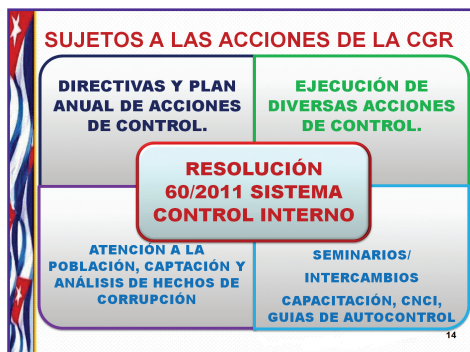 SUJETOS A LAS ACCIONES DE LA CGR
DIRECTIVAS Y PLAN
ANUAL DE ACCIONES
DE CONTROL.
EJECUCIÓN DE
DIVERSAS ACCIONES
DE CONTROL.
RESOLUCIÓN
60/2011 SISTEMA
CONTROL INTERNO
ATENCIÓN A LA
POBLACIÓN, CAPTACIÓN Y
ANÁLISIS DE HECHOS DE
CORRUPCIÓN
SEMINARIOS/
INTERCAMBIOS
CAPACITACIÓN, CNCI,
GUIAS DE AUTOCONTROL
14